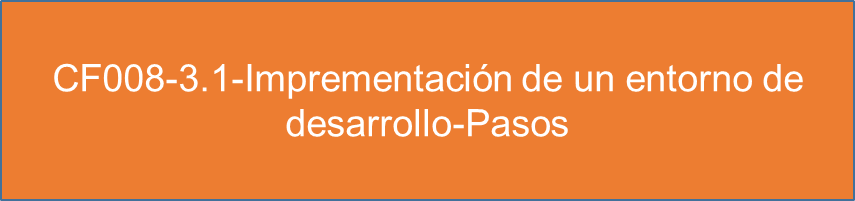 CF008-3.1-Imprementación de un entorno de
desarrollo-Pasos